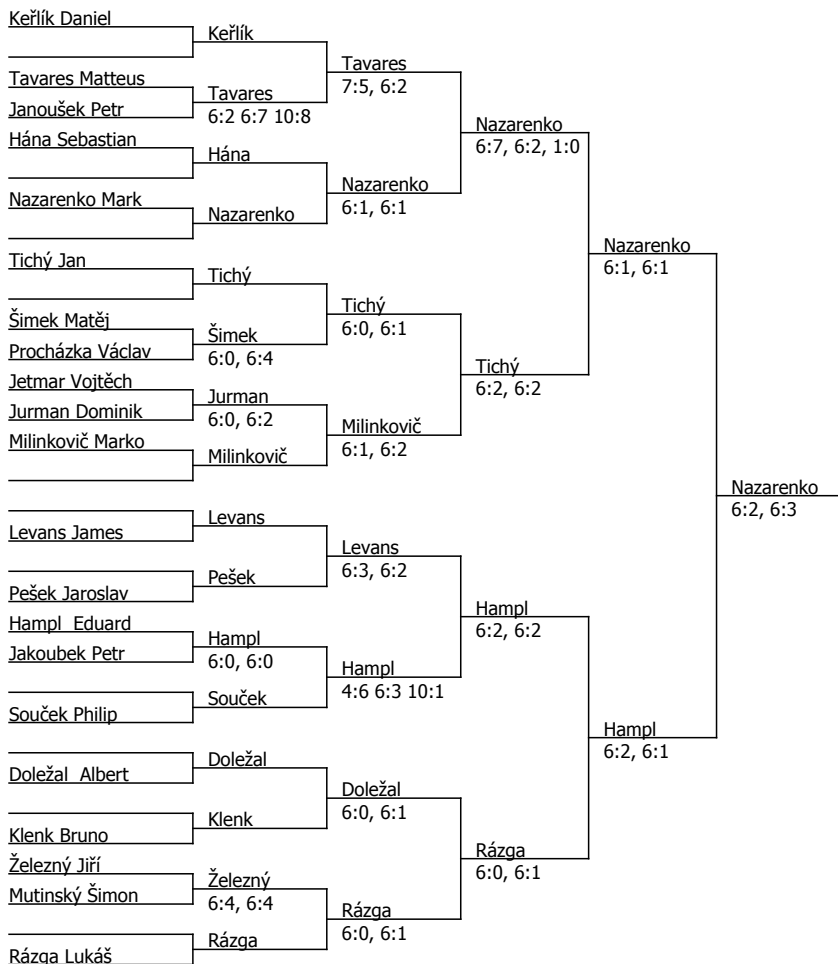 Keřlík Daniel
Keřlík
Tavares
7:5, 6:2
Tavares Matteus
Tavares
6:2 6:7 10:8
Janoušek Petr
Nazarenko
6:7, 6:2, 1:0
Hána Sebastian
Hána
Nazarenko
6:1, 6:1
Nazarenko Mark
Nazarenko
Nazarenko
6:1, 6:1
Tichý Jan
Tichý
Tichý
6:0, 6:1
Šimek Matěj
Šimek
6:0, 6:4
Procházka Václav
Tichý
6:2, 6:2
Jetmar Vojtěch
Jurman
6:0, 6:2
Jurman Dominik
Milinkovič
6:1, 6:2
Milinkovič Marko
Milinkovič
Nazarenko
6:2, 6:3
Levans
Levans James
Levans
6:3, 6:2
Pešek
Pešek Jaroslav
Hampl
6:2, 6:2
Hampl  Eduard
Hampl
6:0, 6:0
Jakoubek Petr
Hampl
4:6 6:3 10:1
Souček
Souček Philip
Hampl
6:2, 6:1
Doležal
Doležal  Albert
Doležal
6:0, 6:1
Klenk
Klenk Bruno
Rázga
6:0, 6:1
Železný Jiří
Železný
6:4, 6:4
Mutinský Šimon
Rázga
6:0, 6:1
Rázga
Rázga Lukáš